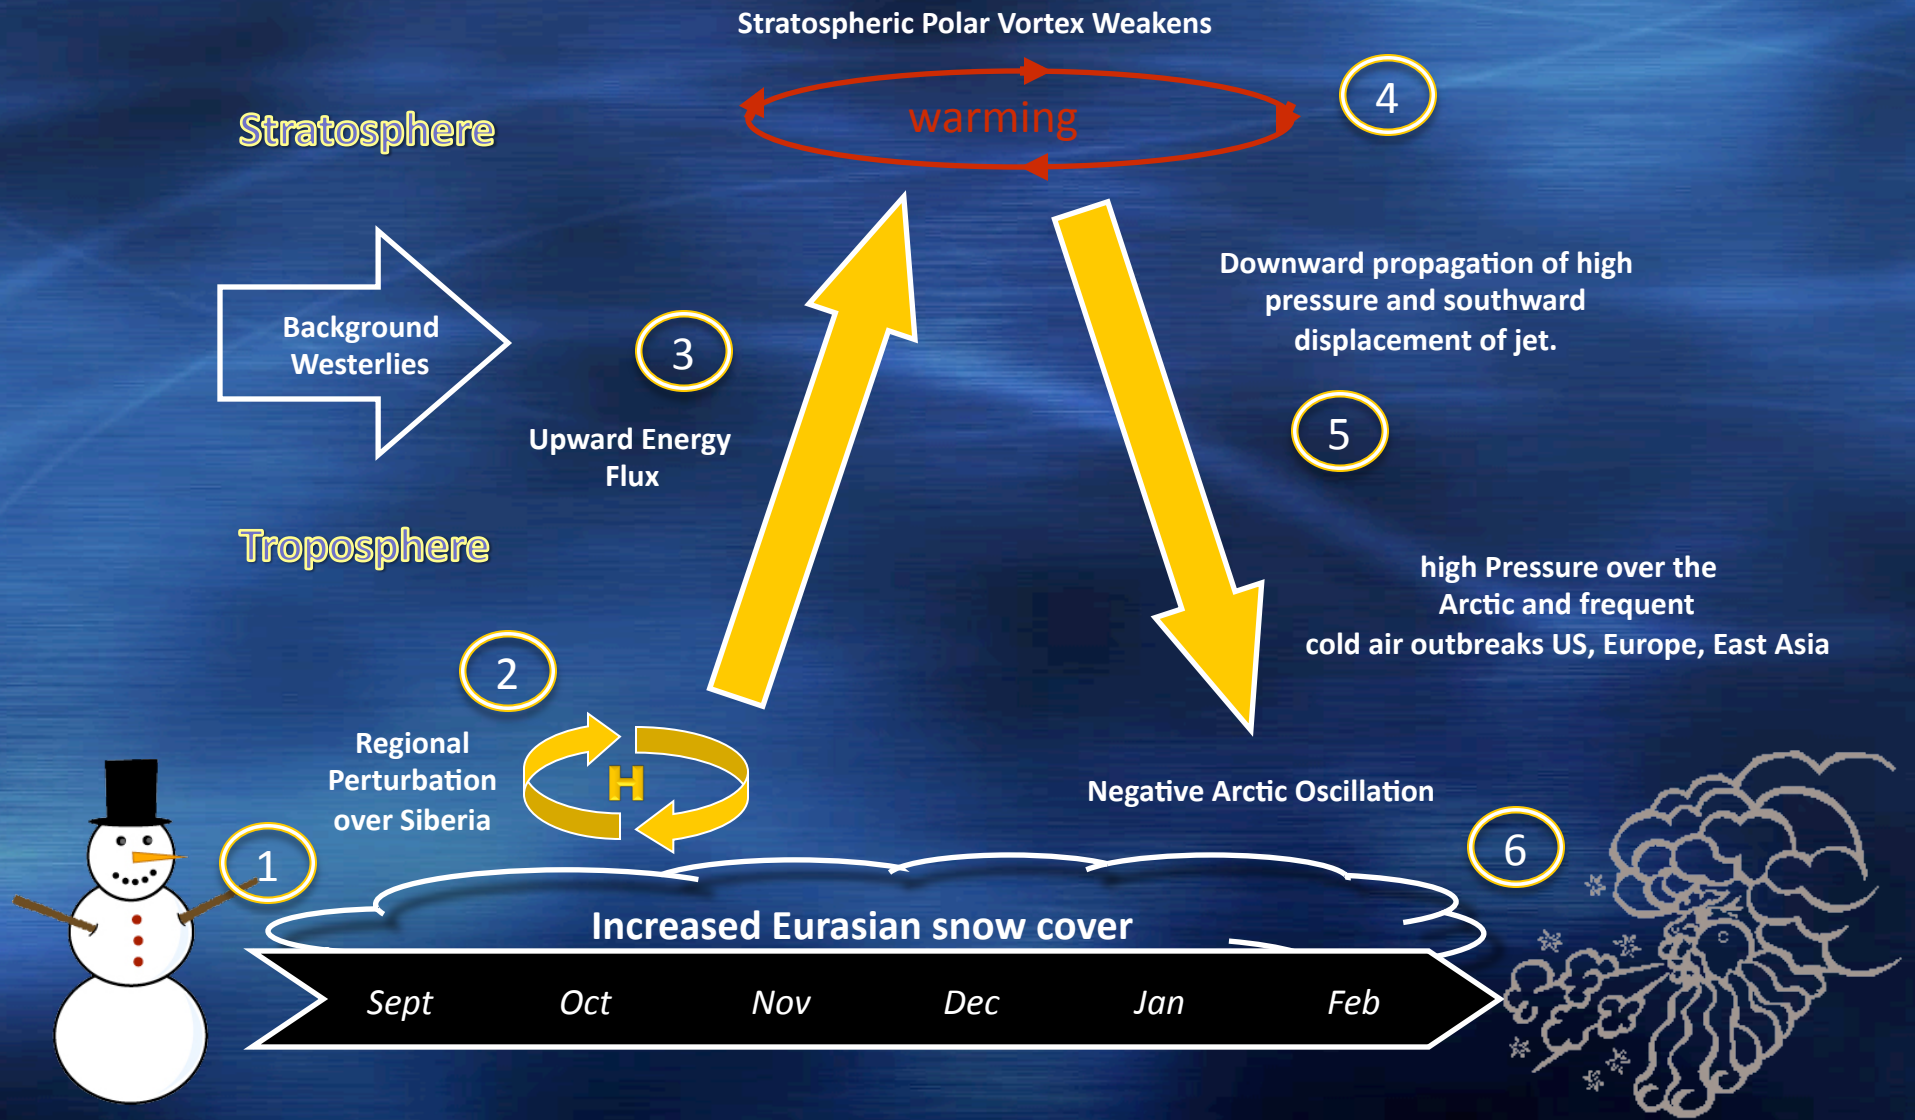 Stratospheric Polar Vortex Weakens
warming
4
Stratosphere
Background
Westerlies
3
Upward Energy
Flux
Downward propagation of high
pressure and southward
displacement of jet.
5
Troposphere
high Pressure over the
Arctic and frequent
cold air outbreaks US, Europe, East Asia
2
Regional
Perturbation
over Siberia
H
Negative Arctic Oscillation
6
1
Increased Eurasian snow cover
Sept Oct Nov Dec Jan Feb